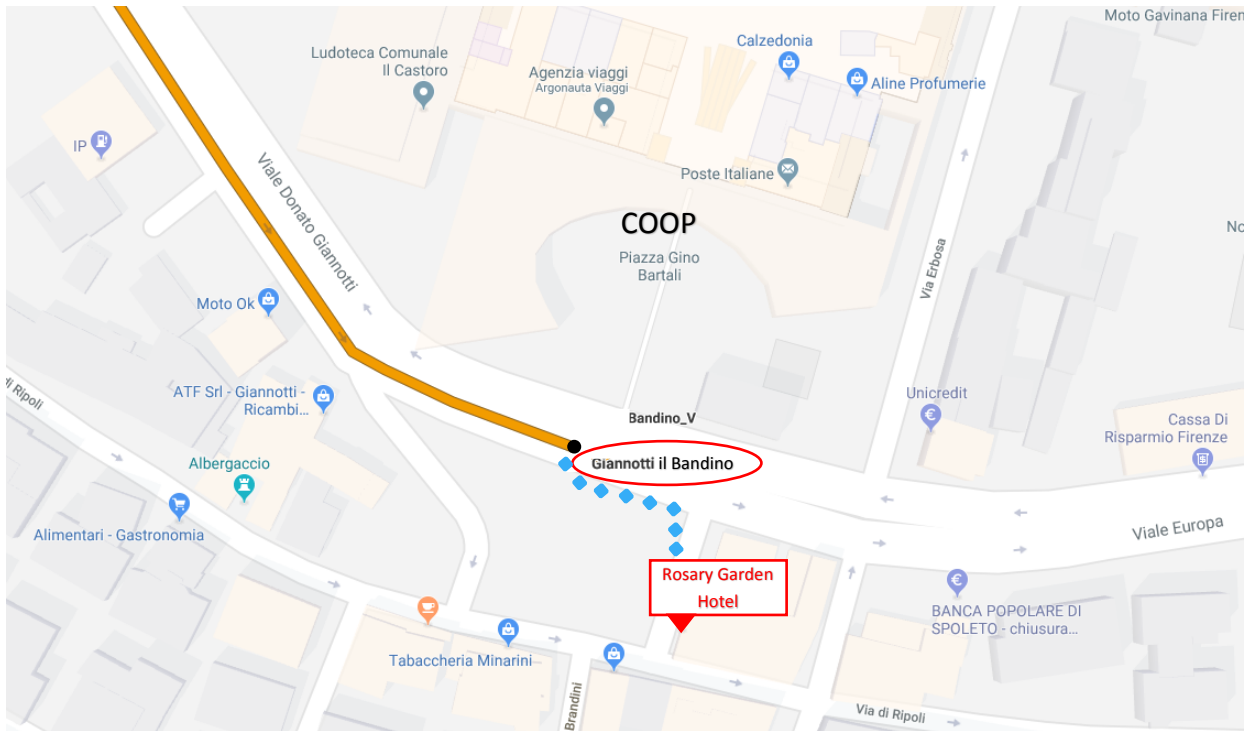 Moto Gavinana Firen
Ludoteca Comunale
Il Castoro
Calzedonia
Agenzia viaggi
Argonauta Viaggi
Aline Profumerie
IP
Poste Italiane
Viale Donato Giannotti
COOP
Piazza Gino
Bartali
No
Via Erbosa
Moto Ok
ATF Srl - Giannotti -
Ricambi...
di Ripoli
Unicredit
Bandino_V
Cassa Di
Risparmio Firenze
Giannotti il Bandino
Albergaccio
Alimentari - Gastronomia
Viale Europa
Rosary Garden
Hotel
BANCA POPOLARE DI
SPOLETO - chiusura...
Tabaccheria Minarini
Brandini
Via di Ripoli